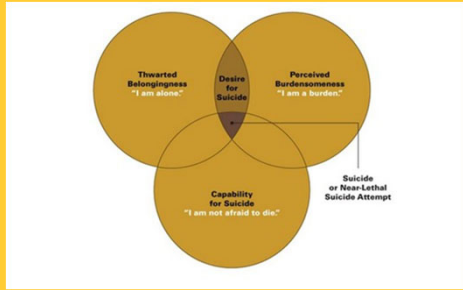 Thwarted
Belongingness
"I am alone."
Desire
for
Suicide
Perceived
Burdensomeness
"I am a burden."
Capability
for Suicide
"I am not afraid to die."
Suicide
or Near-Lethal
Suicide Attempt